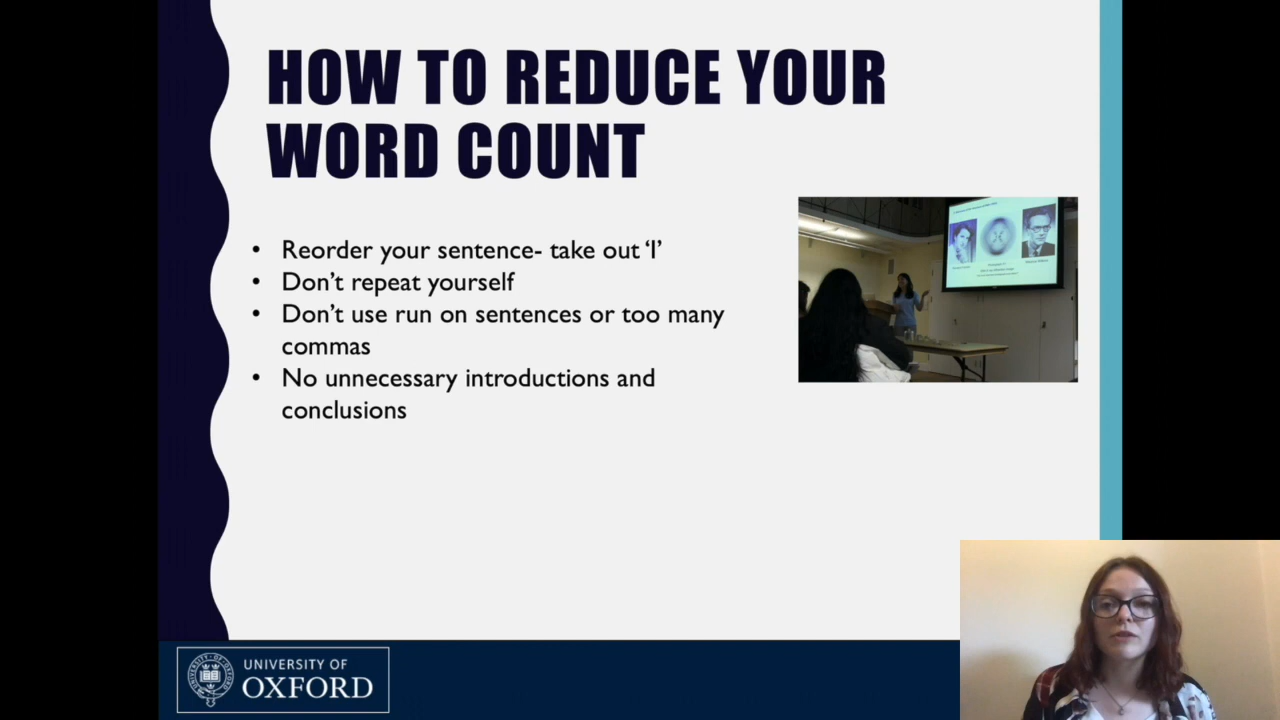 HOW TO REDUCE YOUR
WORD COUNT
• Reorder your sentence- take out ‘I’
• Don’t repeat yourself
• Don’t use run on sentences or too many
commas
• No unnecessary introductions and
conclusions
UNIVERSITY OF
OXFORD